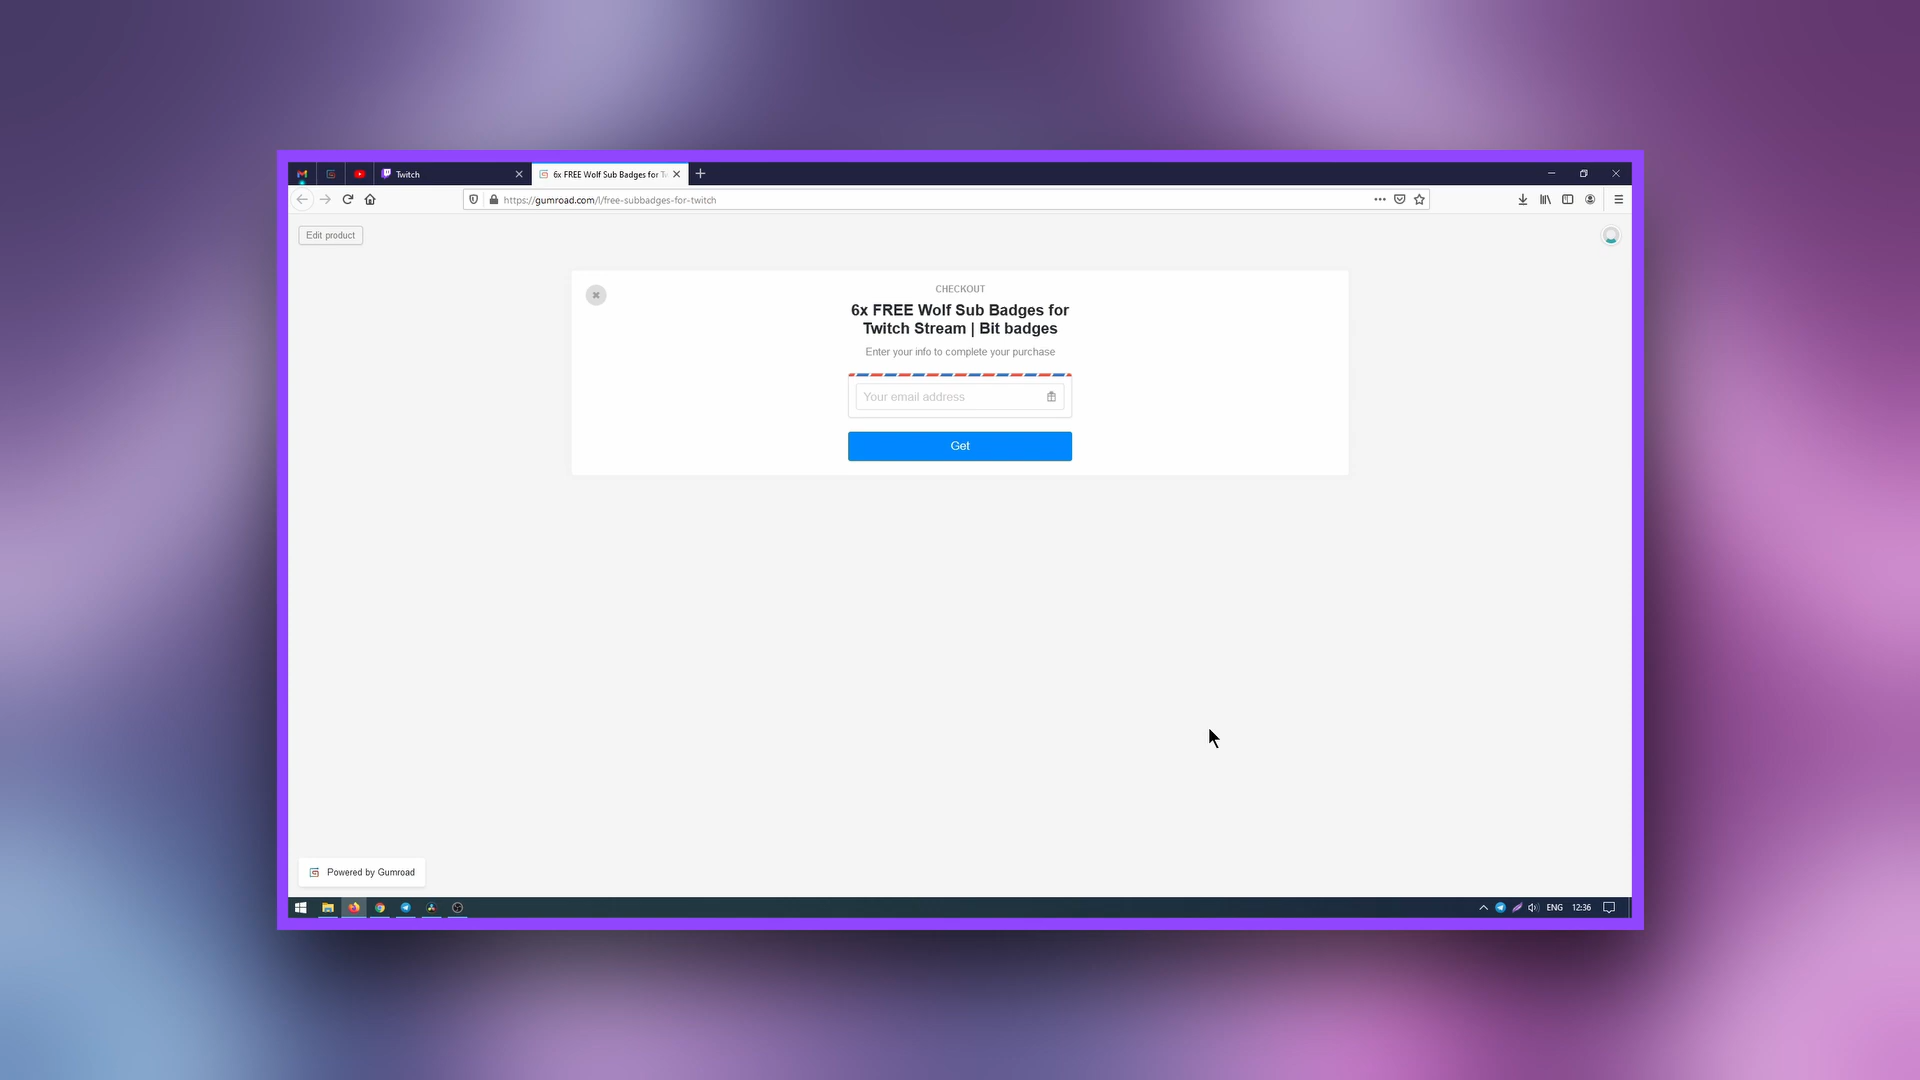 Twitch
6x FREE Wolf Sub Badges for Tw
https://gumroad.com/l/free-subbadges-for-twitch
Edit product
CHECKOUT
6x FREE Wolf Sub Badges for
Twitch Stream | Bit badges
Enter your info to complete your purchase
Your email address
Get
Powered by Gumroad
ENG 12:36